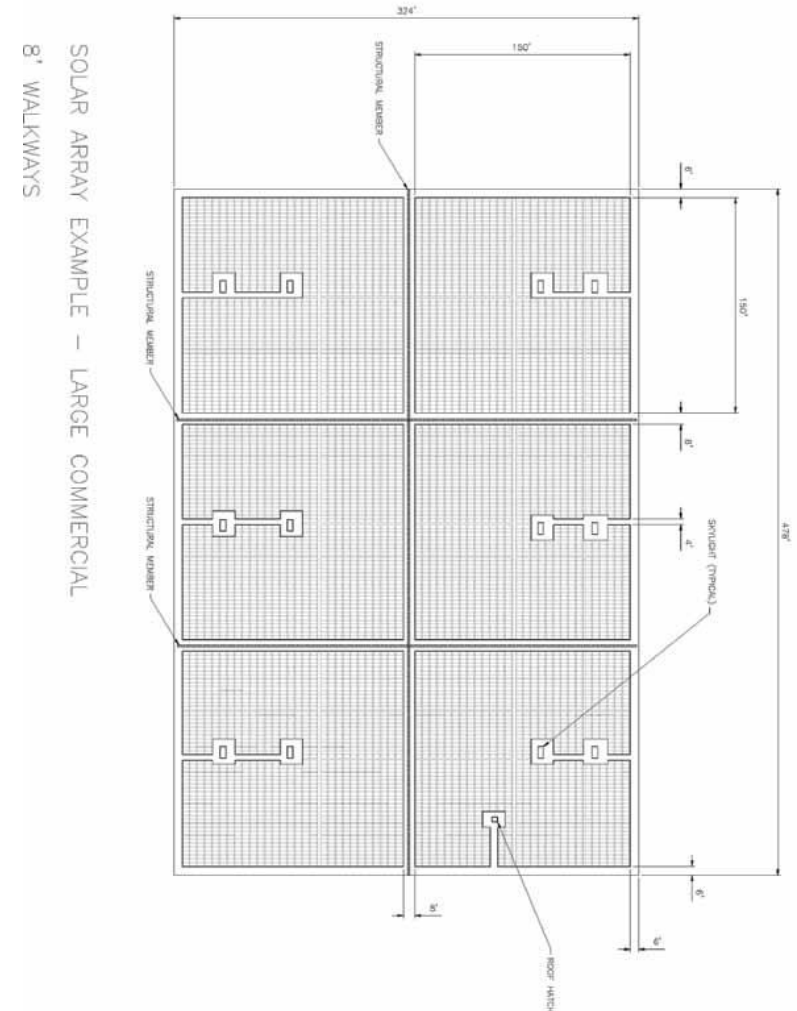 SOLAR ARRAY EXAMPLE – LARGE COMMERCIAL
8' WALKWAYS
324'
150'
STRUCTURAL MEMBER
6'
150'
STRUCTURAL MEMBER
8'
478'
4'
SKYLIGHT (TYPICAL)
STRUCTURAL MEMBER
6'
8'
6'
ROOF HATCH